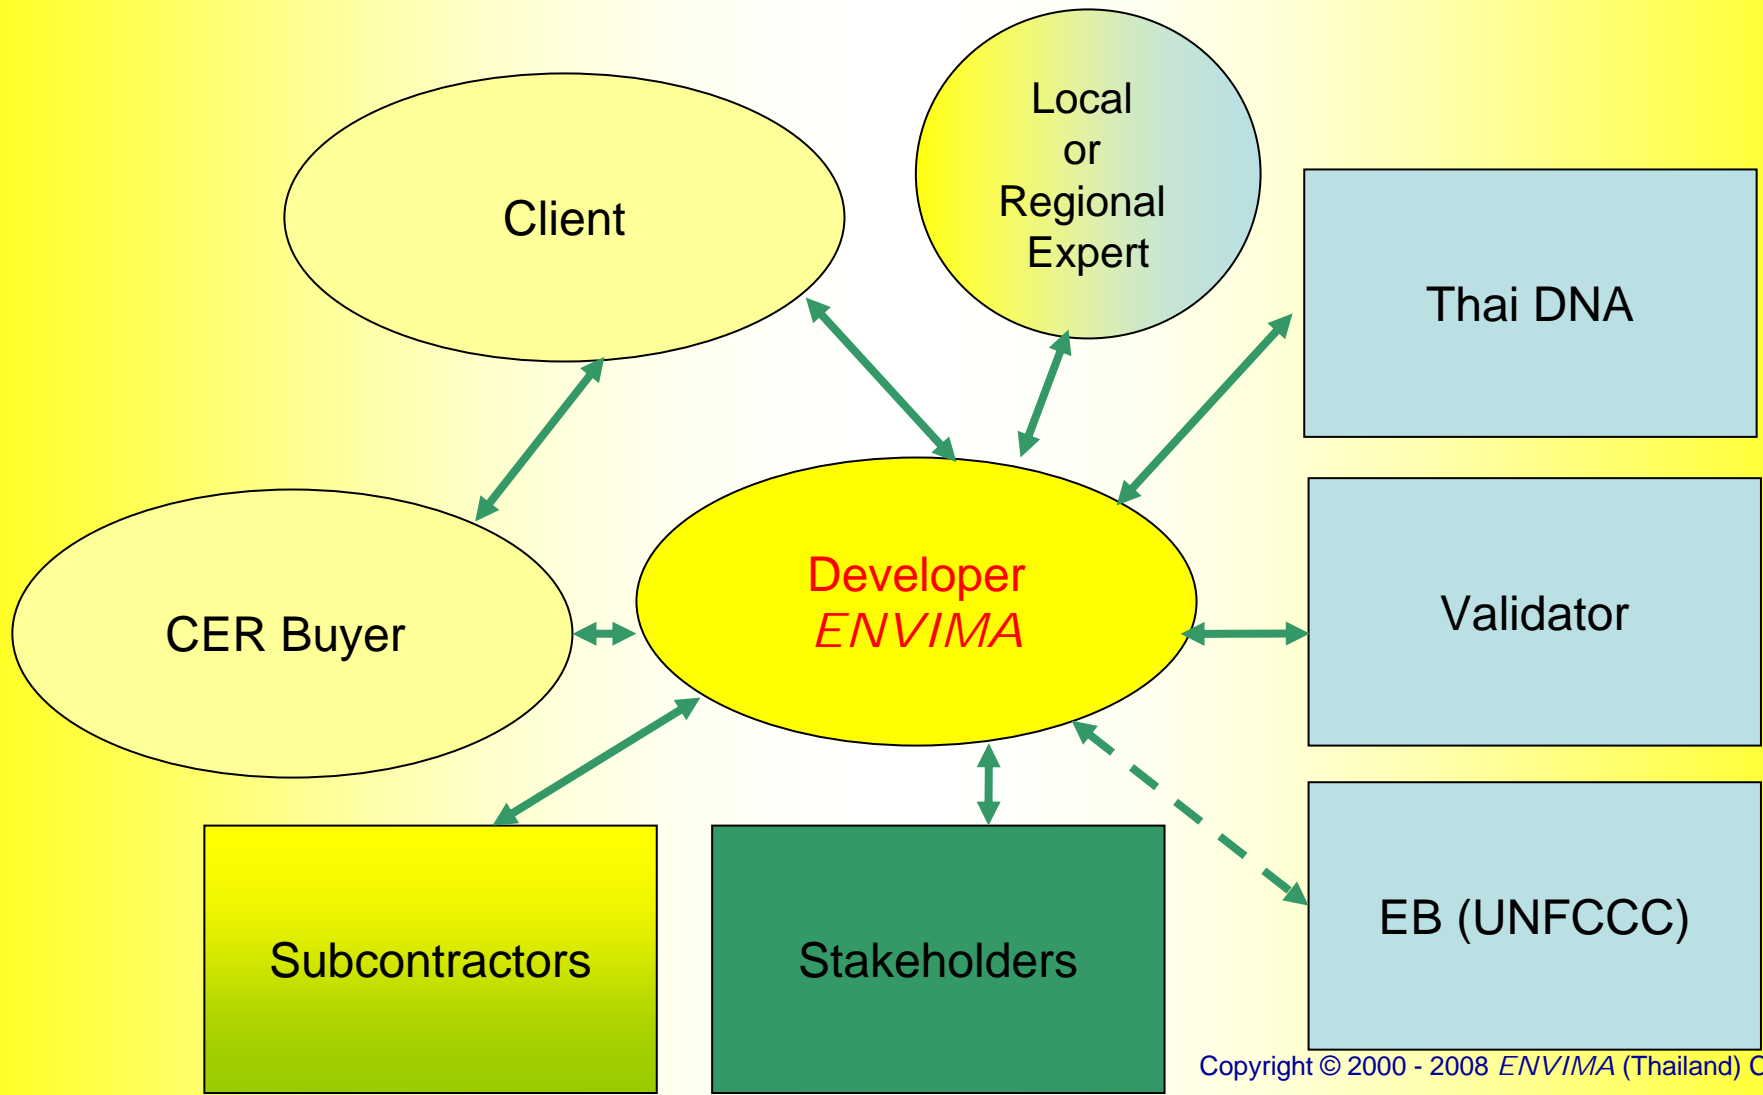 Local
or
Regional
Expert
Client
Thai DNA
Developer
ENVIMA
CER Buyer
Validator
EB (UNFCCC)
Subcontractors
Stakeholders
Copyright © 2000 - 2008 ENVIMA (Thailand) C